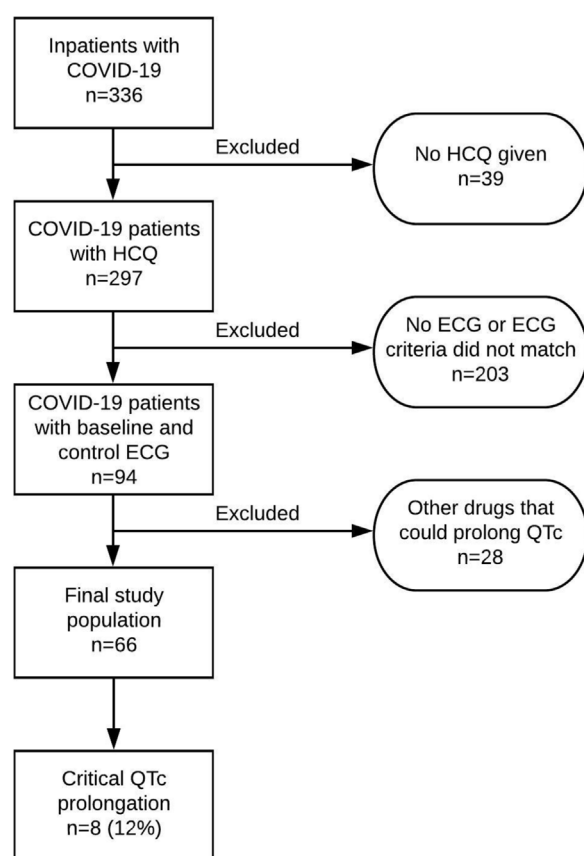 Inpatients with
COVID-19
n=336
Excluded
No HCQ given
n=39
COVID-19 patients
with HCQ
n=297
Excluded
No ECG or ECG
criteria did not match
n=203
COVID-19 patients
with baseline and
control ECG
n=94
Excluded
Other drugs that
could prolong QTc
n=28
Final study
population
n=66
Critical QTc
prolongation
n=8 (12%)